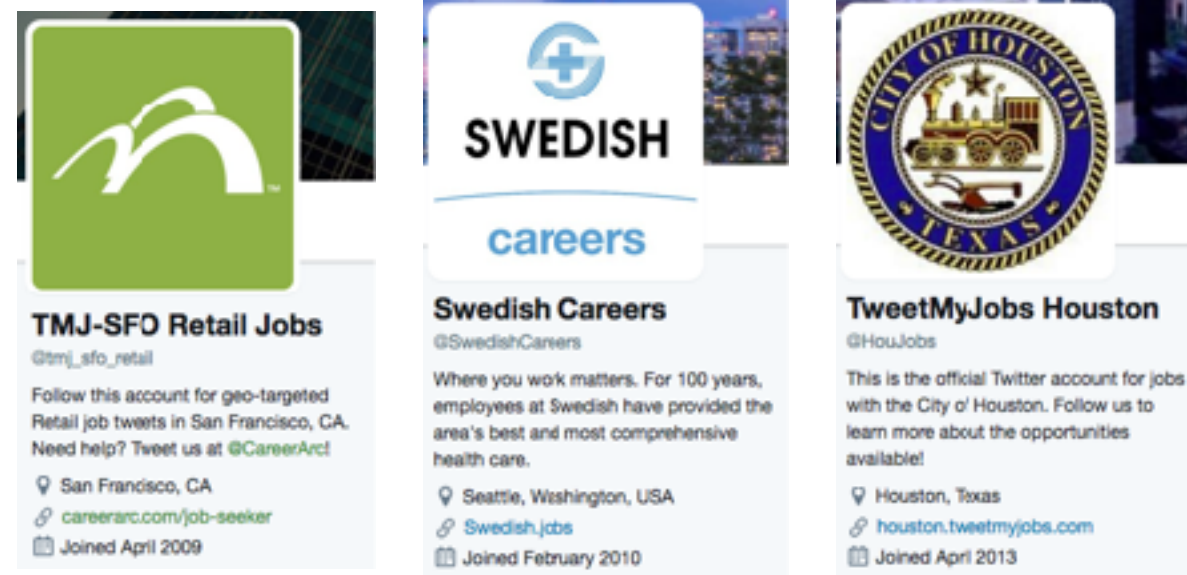 TM
TMJ-SFO Retail Jobs
@tmj_sfo_retail
Follow this account for geo-targeted
Retail job tweets in San Francisco, CA.
Need help? Tweet us at @CareerArc!
San Francisco, CA
careerarc.com/job-seeker
Joined April 2009
SWEDISH
careers
Swedish Careers
@SwedishCareers
Where you work matters. For 100 years,
employees at Swedish have provided the
area's best and most comprehensive
health care.
Seattle, Washington, USA
Swedish.jobs
Joined February 2010
CITY OF HOUSTON
TEXAS
TweetMyJobs Houston
@HouJobs
This is the official Twitter account for jobs
with the City of Houston. Follow us to
learn more about the opportunities
available!
Houston, Texas
houston.tweetmyjobs.com
Joined April 2013